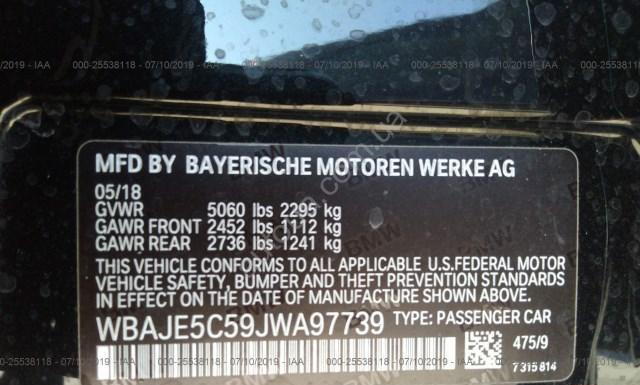 000-25538118 - 07/10/2019 - IAA
MFD BY BAYERISCHE MOTOREN WERKE AG
05/18
GVWR 5060 lbs 2295 kg
GAWR FRONT 2452 lbs 1112 kg
GAWR REAR 2736 lbs 1241 kg
THIS VEHICLE CONFORMS TO ALL APPLICABLE U.S.FEDERAL MOTOR
VEHICLE SAFETY, BUMPER AND THEFT PREVENTION STANDARDS
IN EFFECT ON THE DATE OF MANUFACTURE SHOWN ABOVE.
WBAJE5C59JWA97739 TYPE: PASSENGER CAR
475/9
7 315 814
000-25538118 - 07/10/2019 - IAA